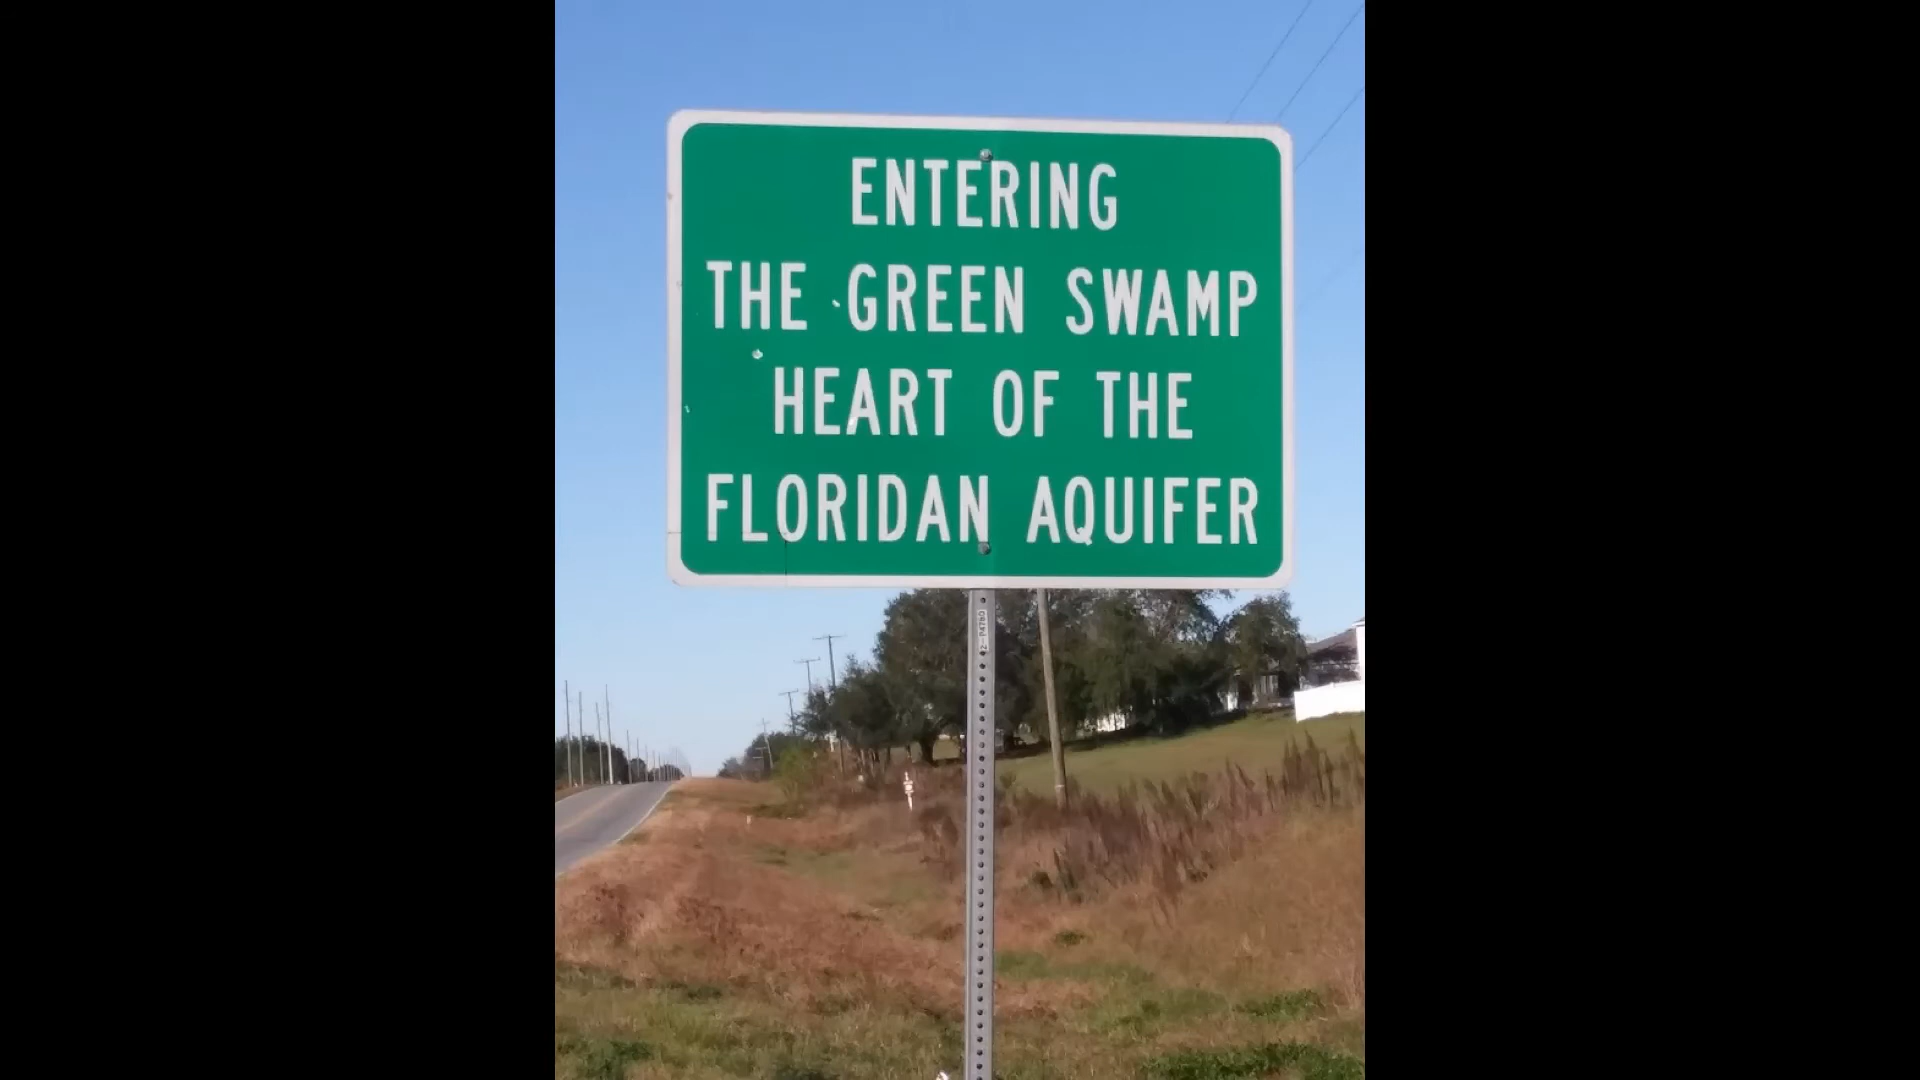 ENTERING
THE GREEN SWAMP
HEART OF THE
FLORIDAN AQUIFER